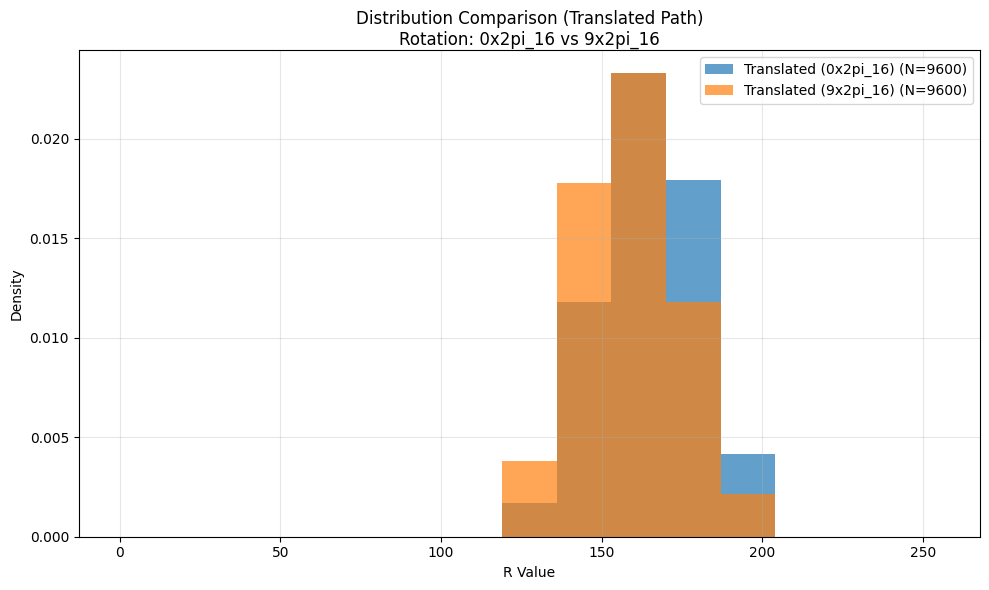 Distribution Comparison (Translated Path)
Rotation: 0x2pi_16 vs 9x2pi_16
Translated (0x2pi_16) (N=9600)
Translated (9x2pi_16) (N=9600)
Density
0.020
0.015
0.010
0.005
0.000
0 50 100 150 200 250
R Value